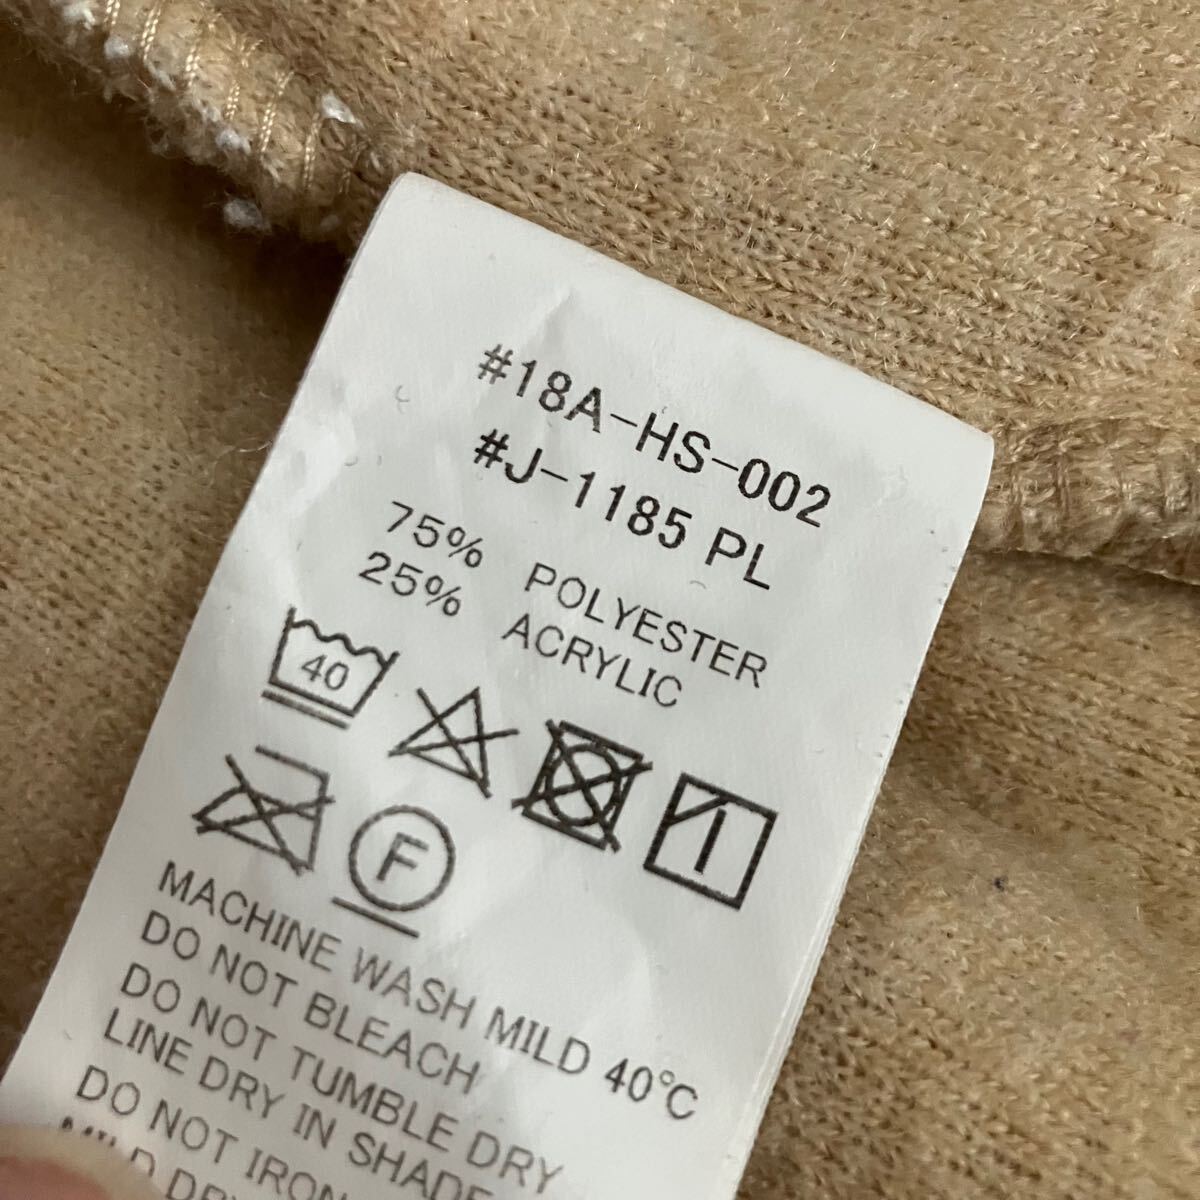 #18A-HS-002
#J-1185 PL
75% POLYESTER
25% ACRYLIC
40
F
MACHINE WASH MILD 40℃
DO NOT BLEACH
DO NOT TUMBLE DRY
LINE DRY IN SHADE
DO NOT IRON
MILD